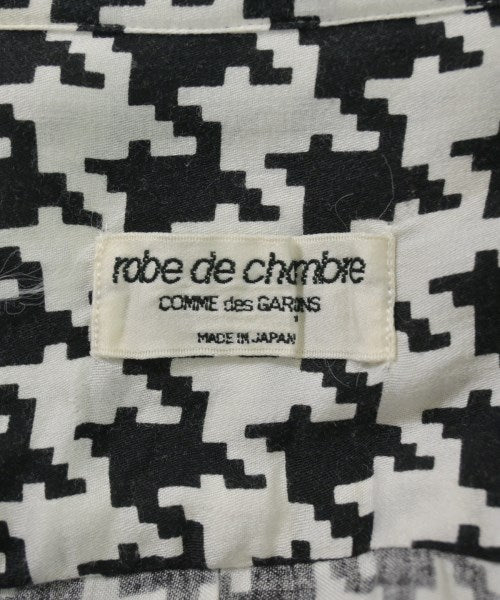 robe de chambre
COMME des GARÇONS
MADE IN JAPAN